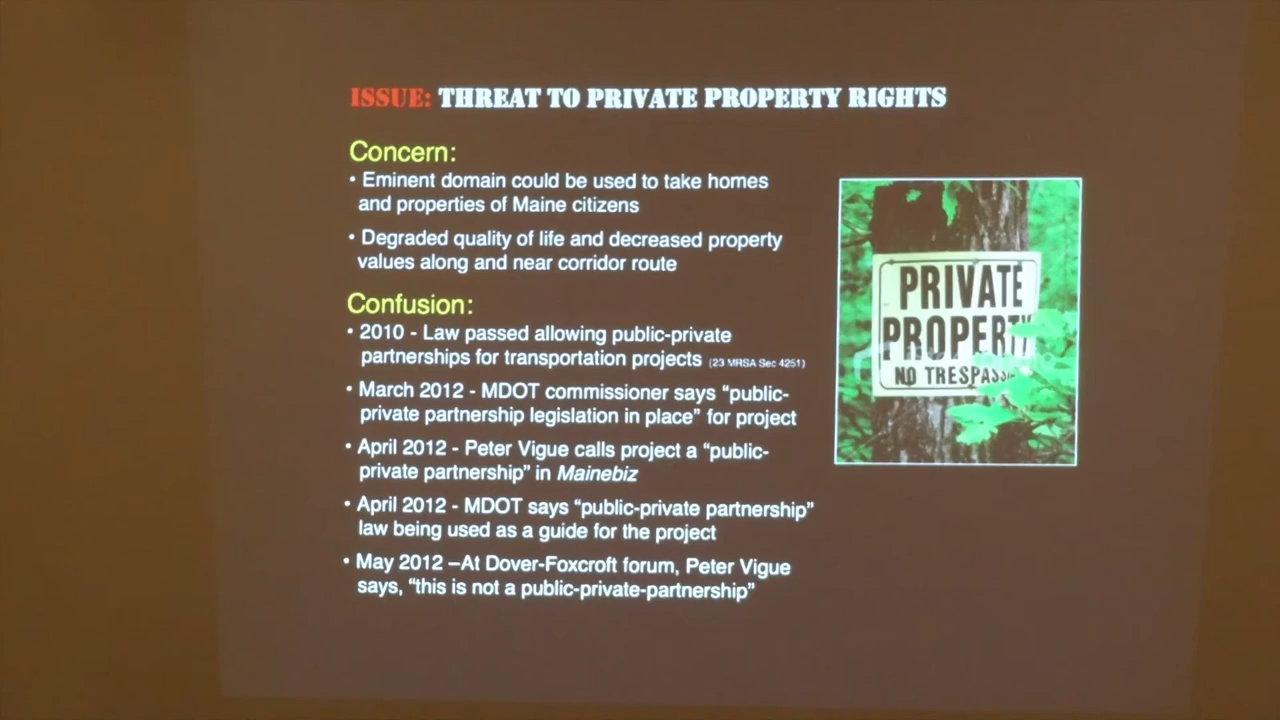 ISSUE: THREAT TO PRIVATE PROPERTY RIGHTS
Concern:
• Eminent domain could be used to take homes
and properties of Maine citizens
• Degraded quality of life and decreased property
values along and near corridor route
Confusion:
• 2010 - Law passed allowing public-private
partnerships for transportation projects (23 MRSA Sec 4251)
• March 2012 - MDOT commissioner says “public-
private partnership legislation in place” for project
• April 2012 - Peter Vigue calls project a “public-
private partnership” in Mainebiz
• April 2012 - MDOT says “public-private partnership”
law being used as a guide for the project
• May 2012 –At Dover-Foxcroft forum, Peter Vigue
says, “this is not a public-private-partnership”
PRIVATE
PROPERTY
NO TRESPASS